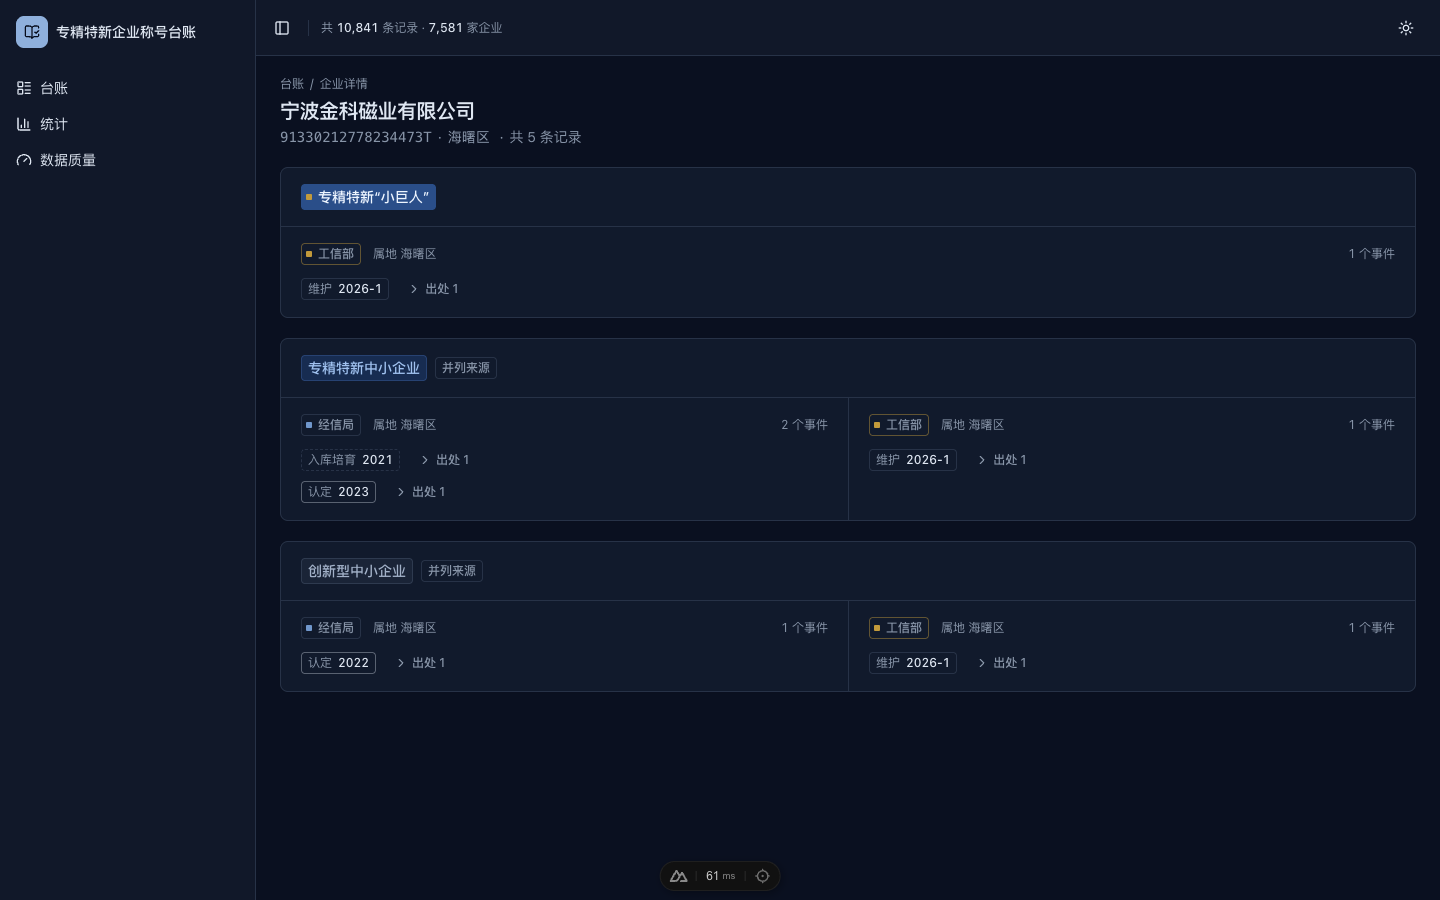 专精特新企业称号台账
共 10,841 条记录 · 7,581 家企业
台账
统计
数据质量
台账 / 企业详情
宁波金科磁业有限公司
91330212778234473T · 海曙区 · 共 5 条记录
专精特新“小巨人”
工信部 属地 海曙区 1 个事件
维护 2026-1 出处 1
专精特新中小企业 并列来源
经信局 属地 海曙区 2 个事件
入库培育 2021 出处 1
认定 2023 出处 1
工信部 属地 海曙区 1 个事件
维护 2026-1 出处 1
创新型中小企业 并列来源
经信局 属地 海曙区 1 个事件
认定 2022 出处 1
工信部 属地 海曙区 1 个事件
维护 2026-1 出处 1
61 ms